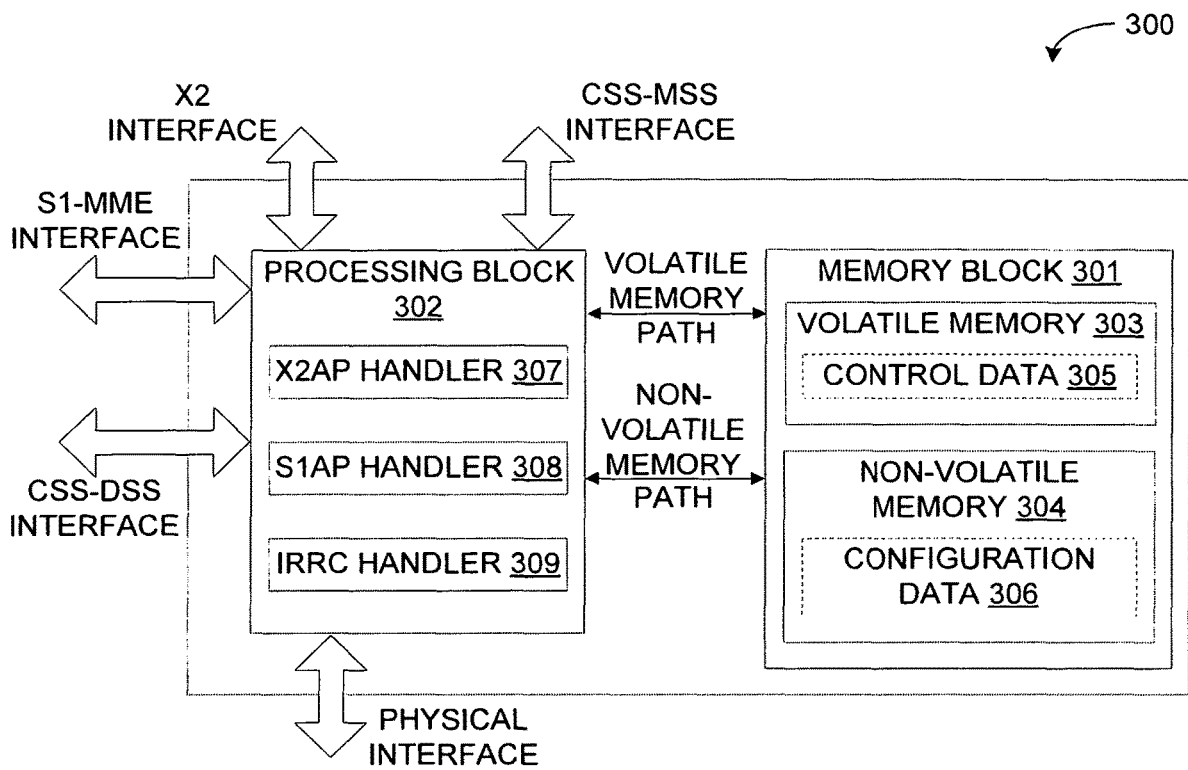 300
X2
INTERFACE
CSS-MSS
INTERFACE
S1-MME
INTERFACE
CSS-DSS
INTERFACE
PROCESSING BLOCK
302
X2AP HANDLER 307
S1AP HANDLER 308
IRRC HANDLER 309
VOLATILE
MEMORY
PATH
NON-
VOLATILE
MEMORY
PATH
MEMORY BLOCK 301
VOLATILE MEMORY 303
CONTROL DATA 305
NON-VOLATILE
MEMORY 304
CONFIGURATION
DATA 306
PHYSICAL
INTERFACE